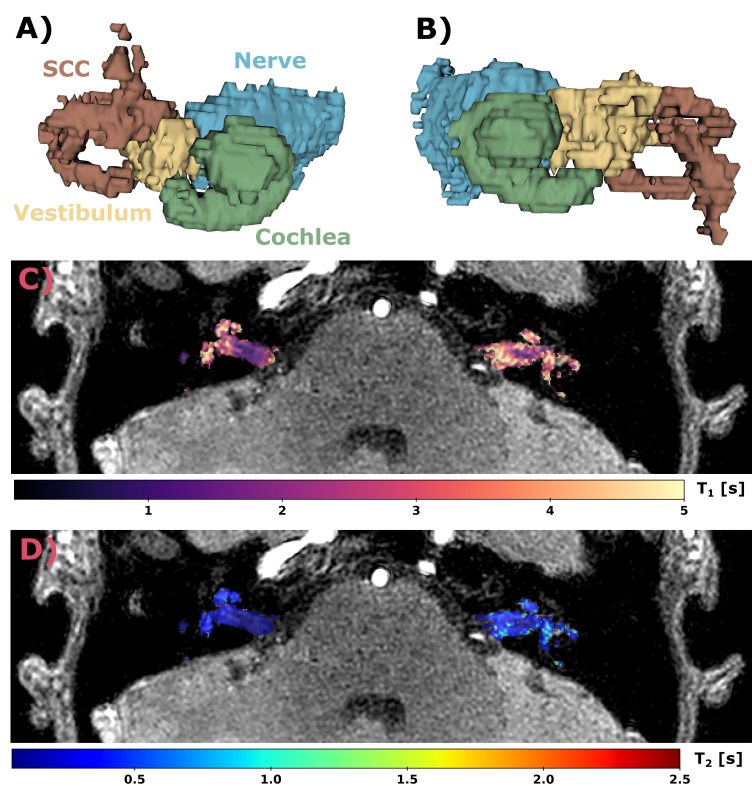 A)
B)
SCC
Nerve
Vestibulum
Cochlea
C)
T₁ [s]
1 2 3 4 5
D)
T₂ [s]
0.5 1.0 1.5 2.0 2.5